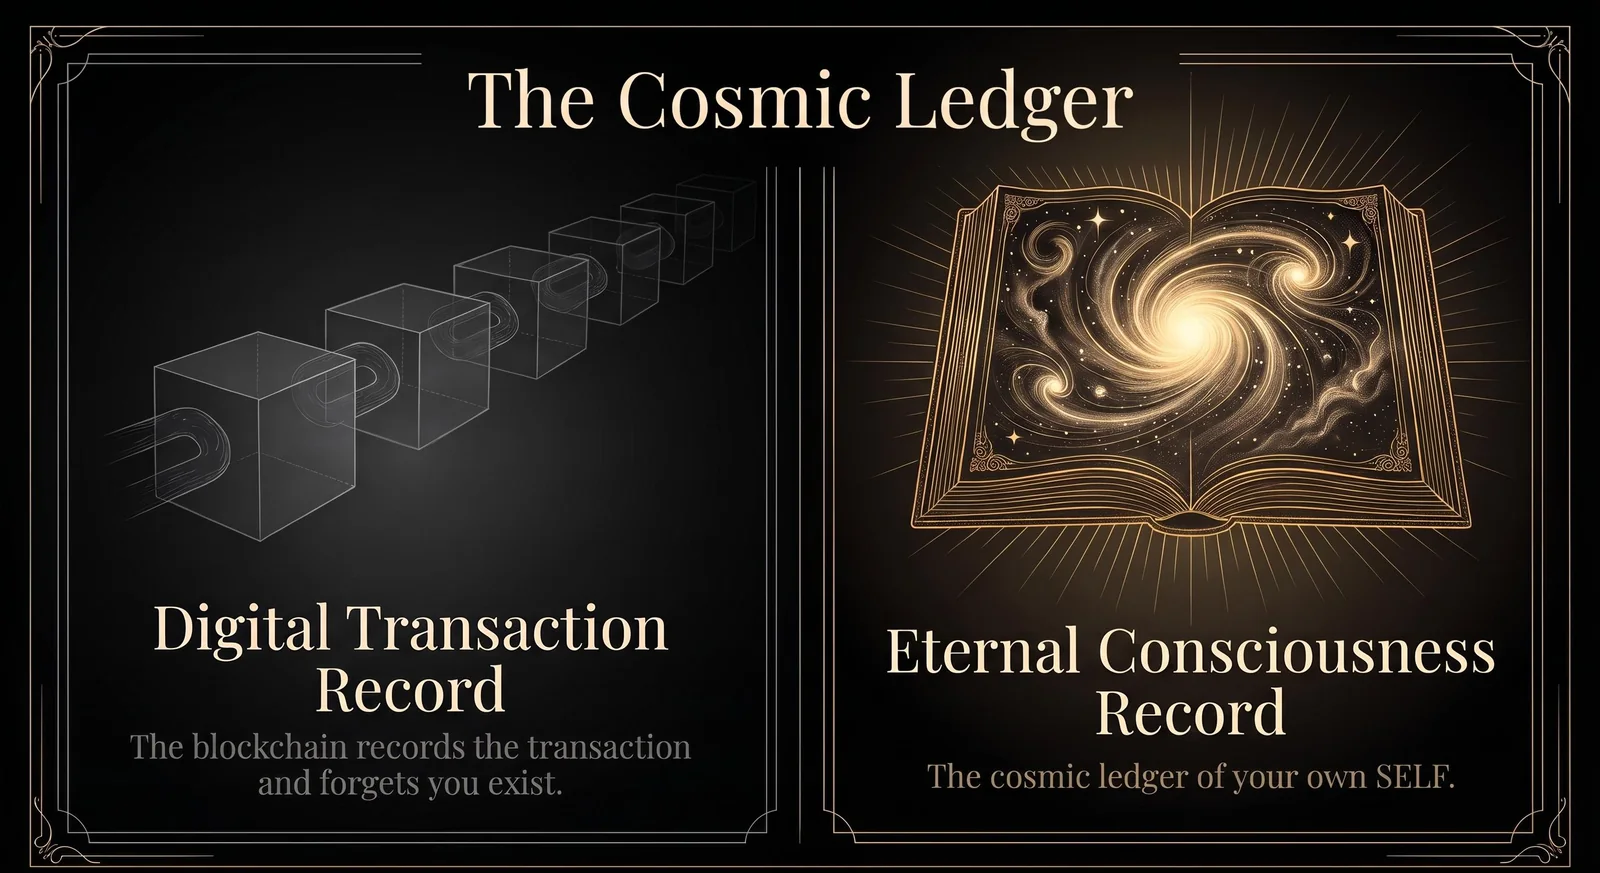 The Cosmic Ledger
Digital Transaction
Record
The blockchain records the transaction
and forgets you exist.
Eternal Consciousness
Record
The cosmic ledger of your own SELF.